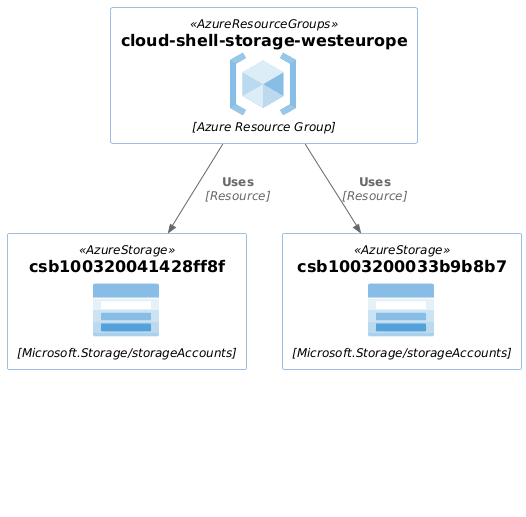 «AzureResourceGroups»
cloud-shell-storage-westeurope
[Azure Resource Group]
Uses
[Resource]
Uses
[Resource]
«AzureStorage»
csb100320041428ff8f
[Microsoft.Storage/storageAccounts]
«AzureStorage»
csb1003200033b9b8b7
[Microsoft.Storage/storageAccounts]